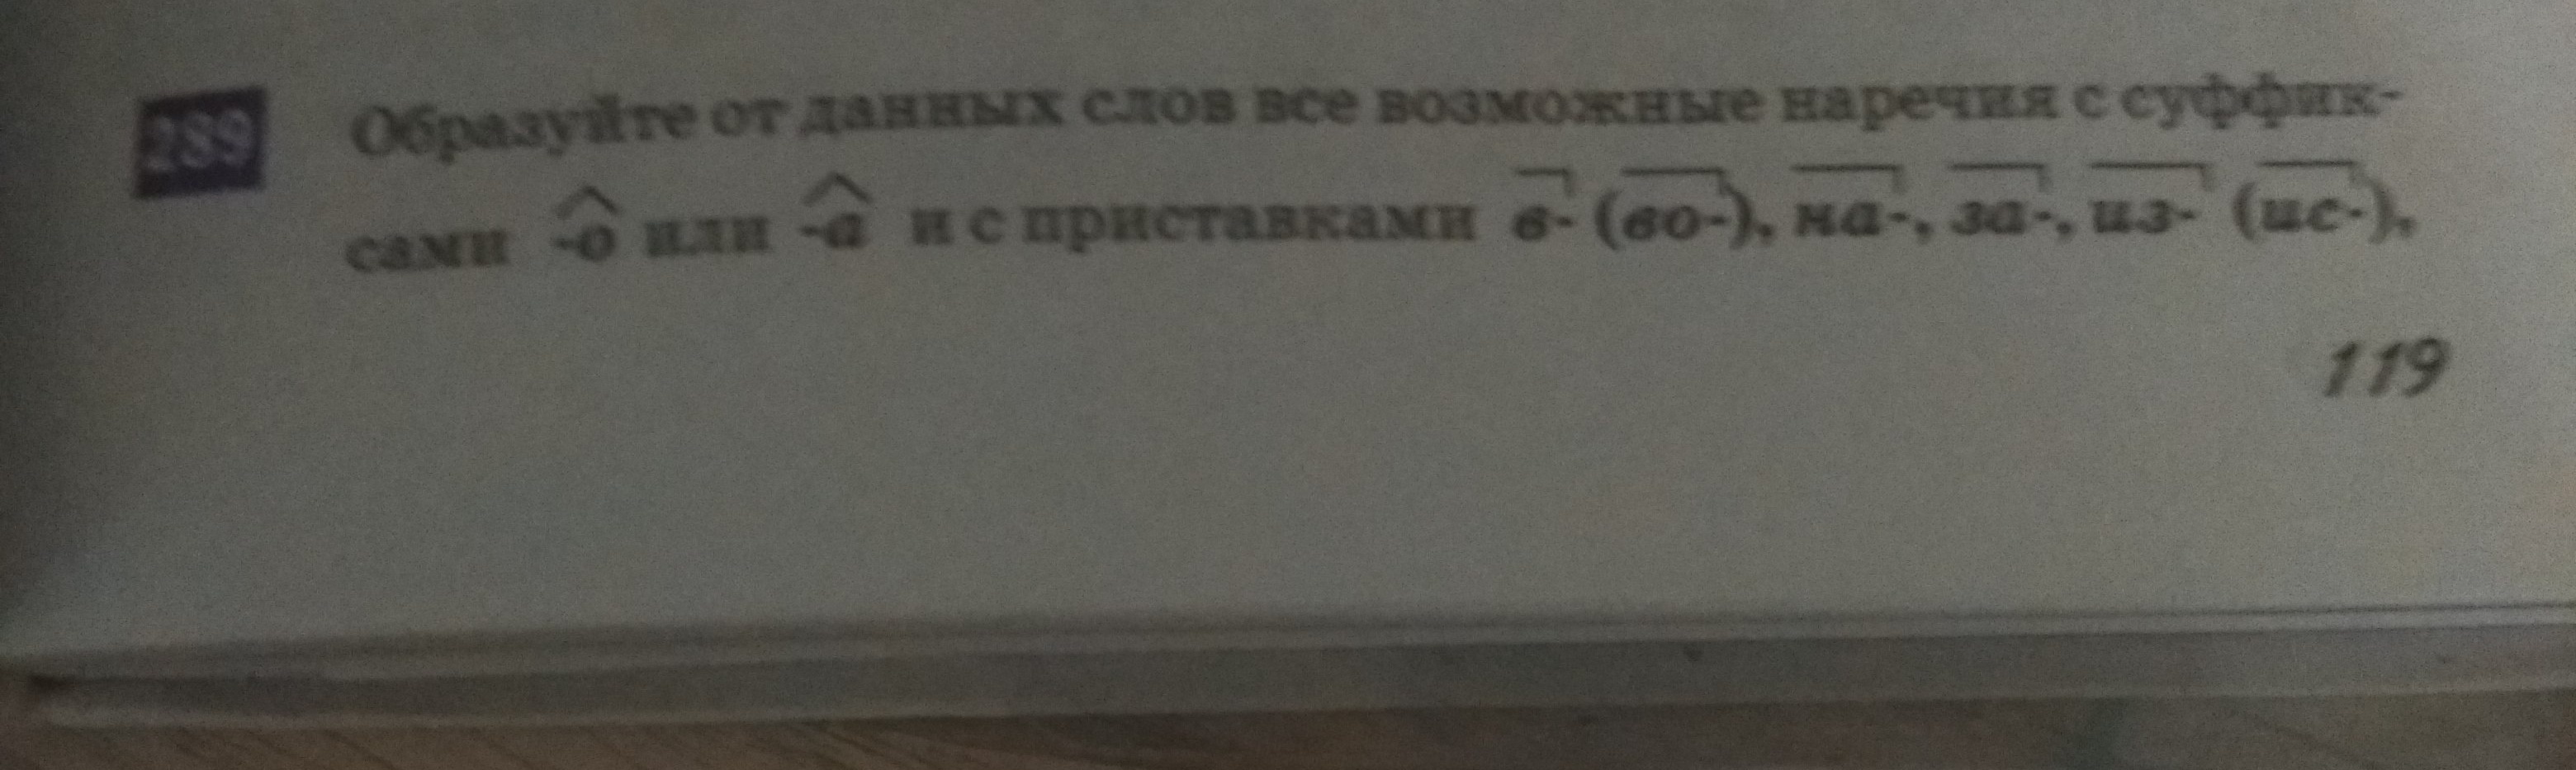 289 Образуйте от данных слов все возможные наречия с суффик-
сами -о или -а и с приставками в- (во-), на-, за-, из- (ис-),
119